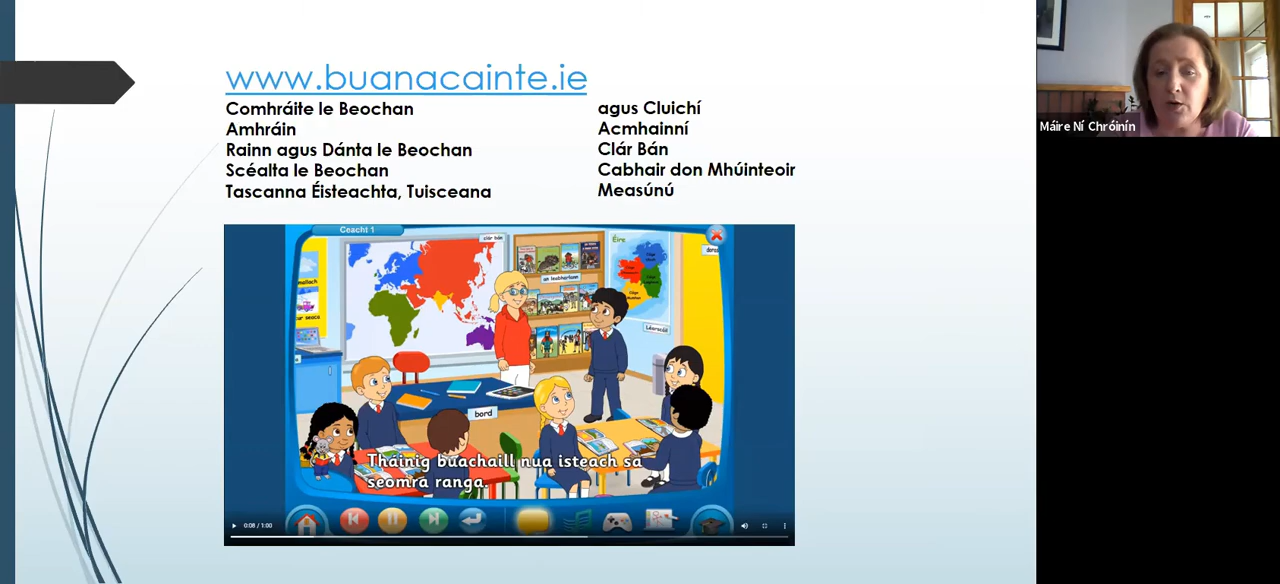 www.buanacainte.ie
Comhráite le Beochan
Amhráin
Rainn agus Dánta le Beochan
Scéalta le Beochan
Tascanna Éisteachta, Tuisceana
agus Cluichí
Acmhainní
Clár Bán
Cabhair don Mhúinteoir
Measúnú
Máire Ní Chróinín
Ceacht 1
clár bán
an leabharlann
Éire
Léarscáil
bord
Tháinig buachaill nua isteach sa
seomra ranga.
0:08 / 1:00